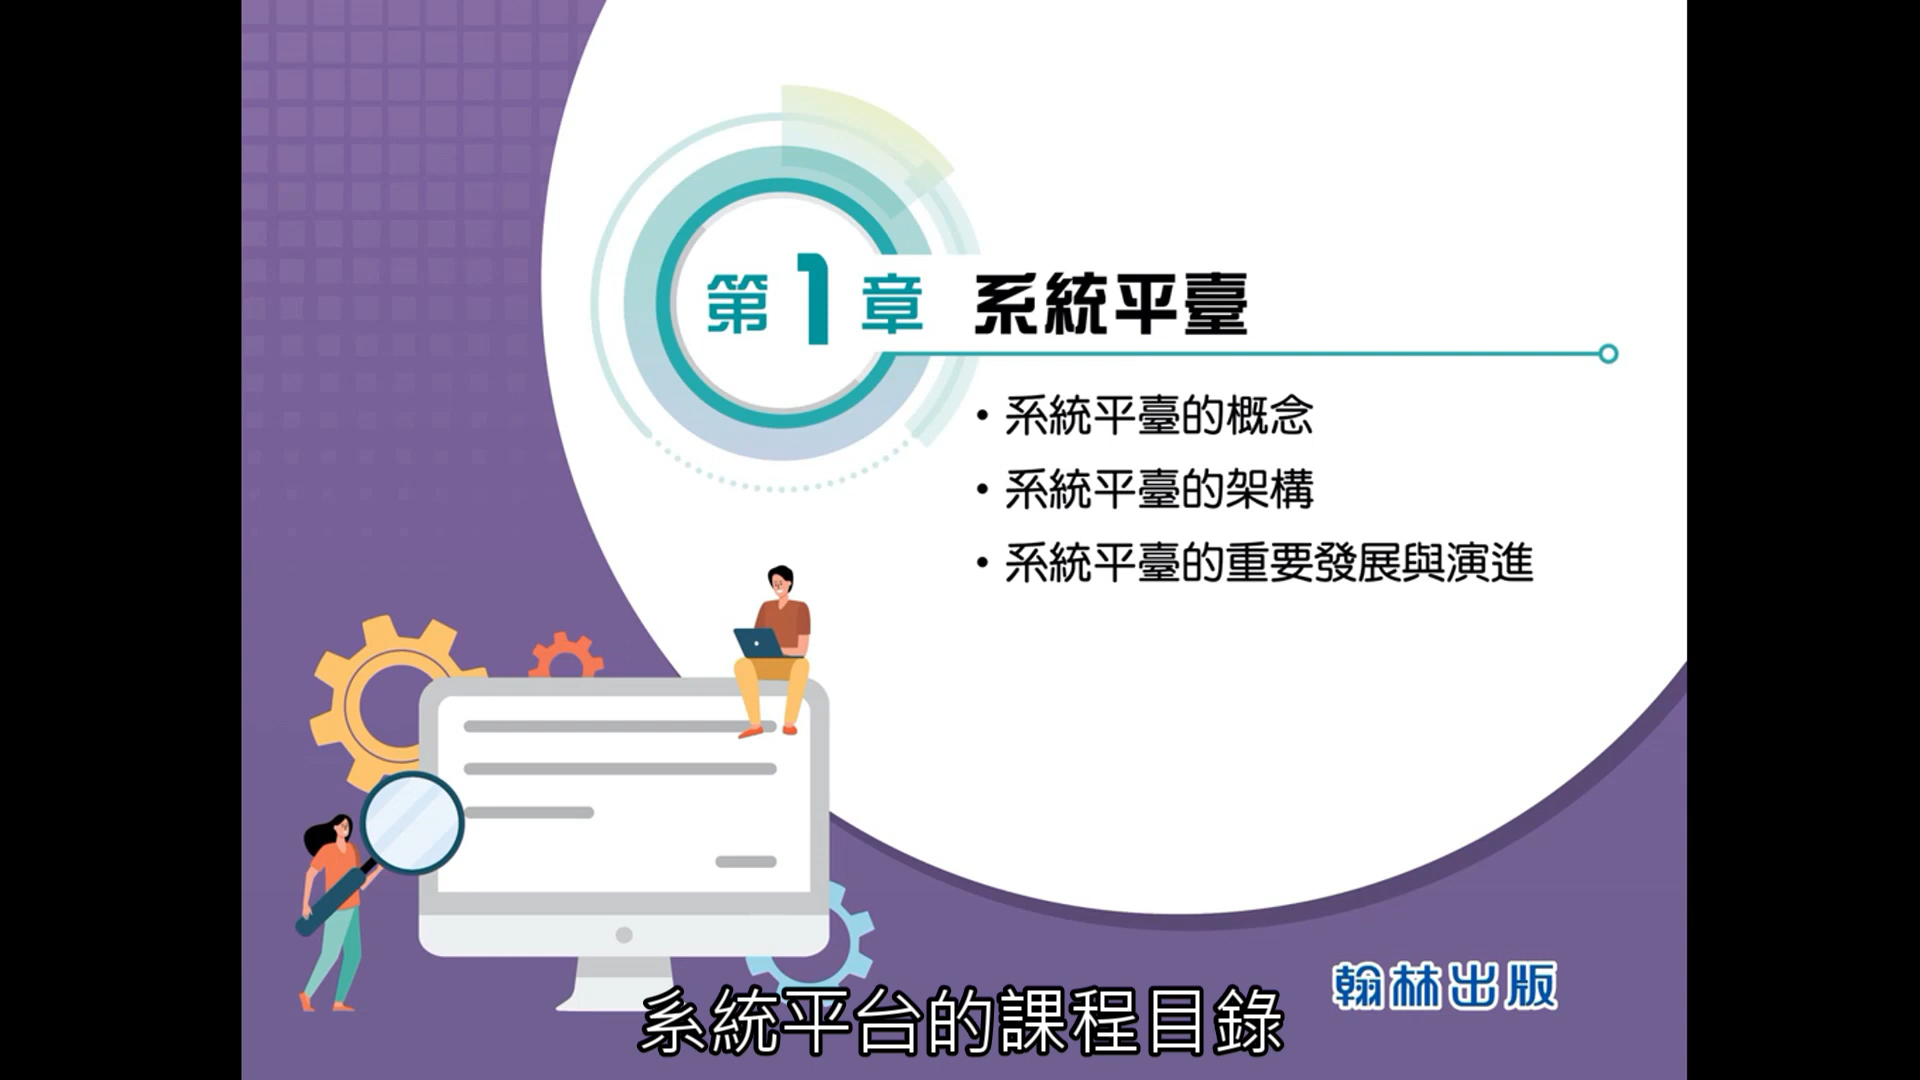 第1章 系統平臺
• 系統平臺的概念
• 系統平臺的架構
• 系統平臺的重要發展與演進
翰林出版
系統平台的課程目錄